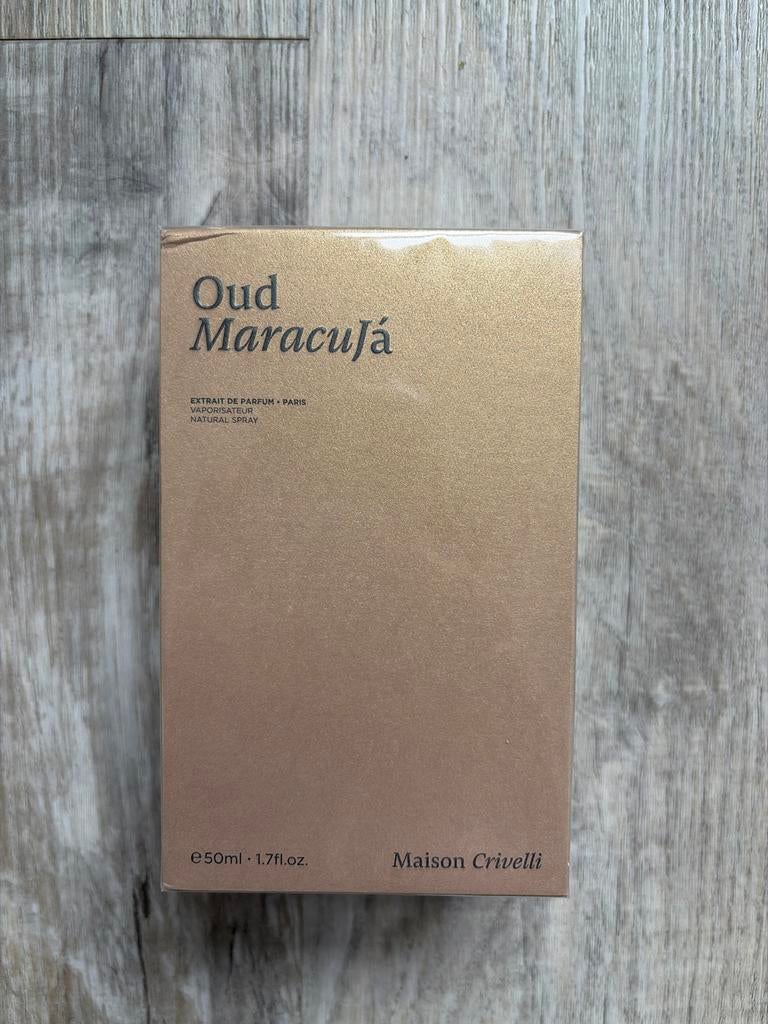 Oud
MaracuJá
EXTRAIT DE PARFUM • PARIS
VAPORISATEUR
NATURAL SPRAY
℮50ml • 1.7fl.oz.
Maison Crivelli